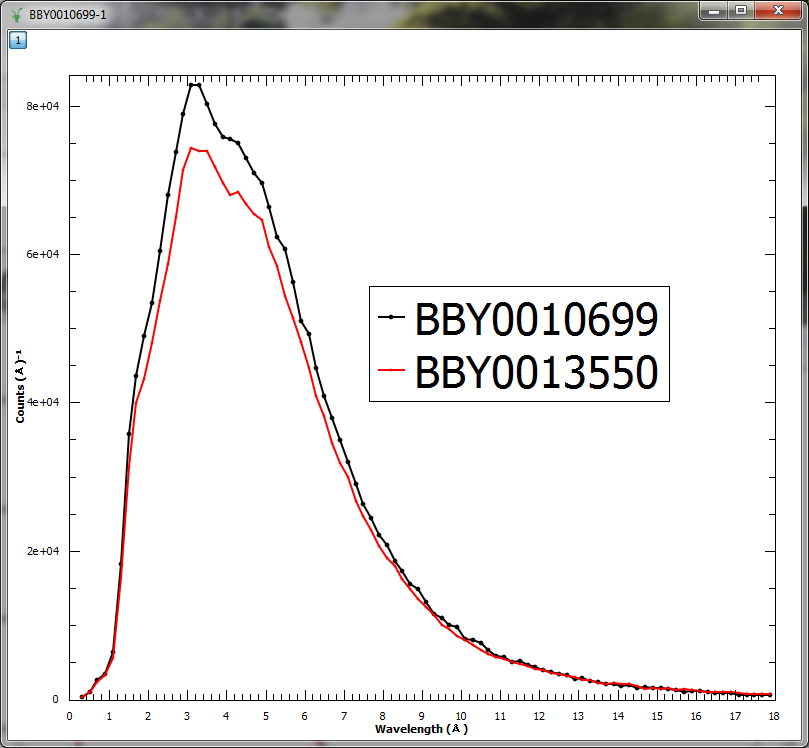 BBY0010699-1
1
8e+04
6e+04
4e+04
2e+04
0
Counts ( Å )⁻¹
BBY0010699
BBY0013550
0 1 2 3 4 5 6 7 8 9 10 11 12 13 14 15 16 17 18
Wavelength ( Å )